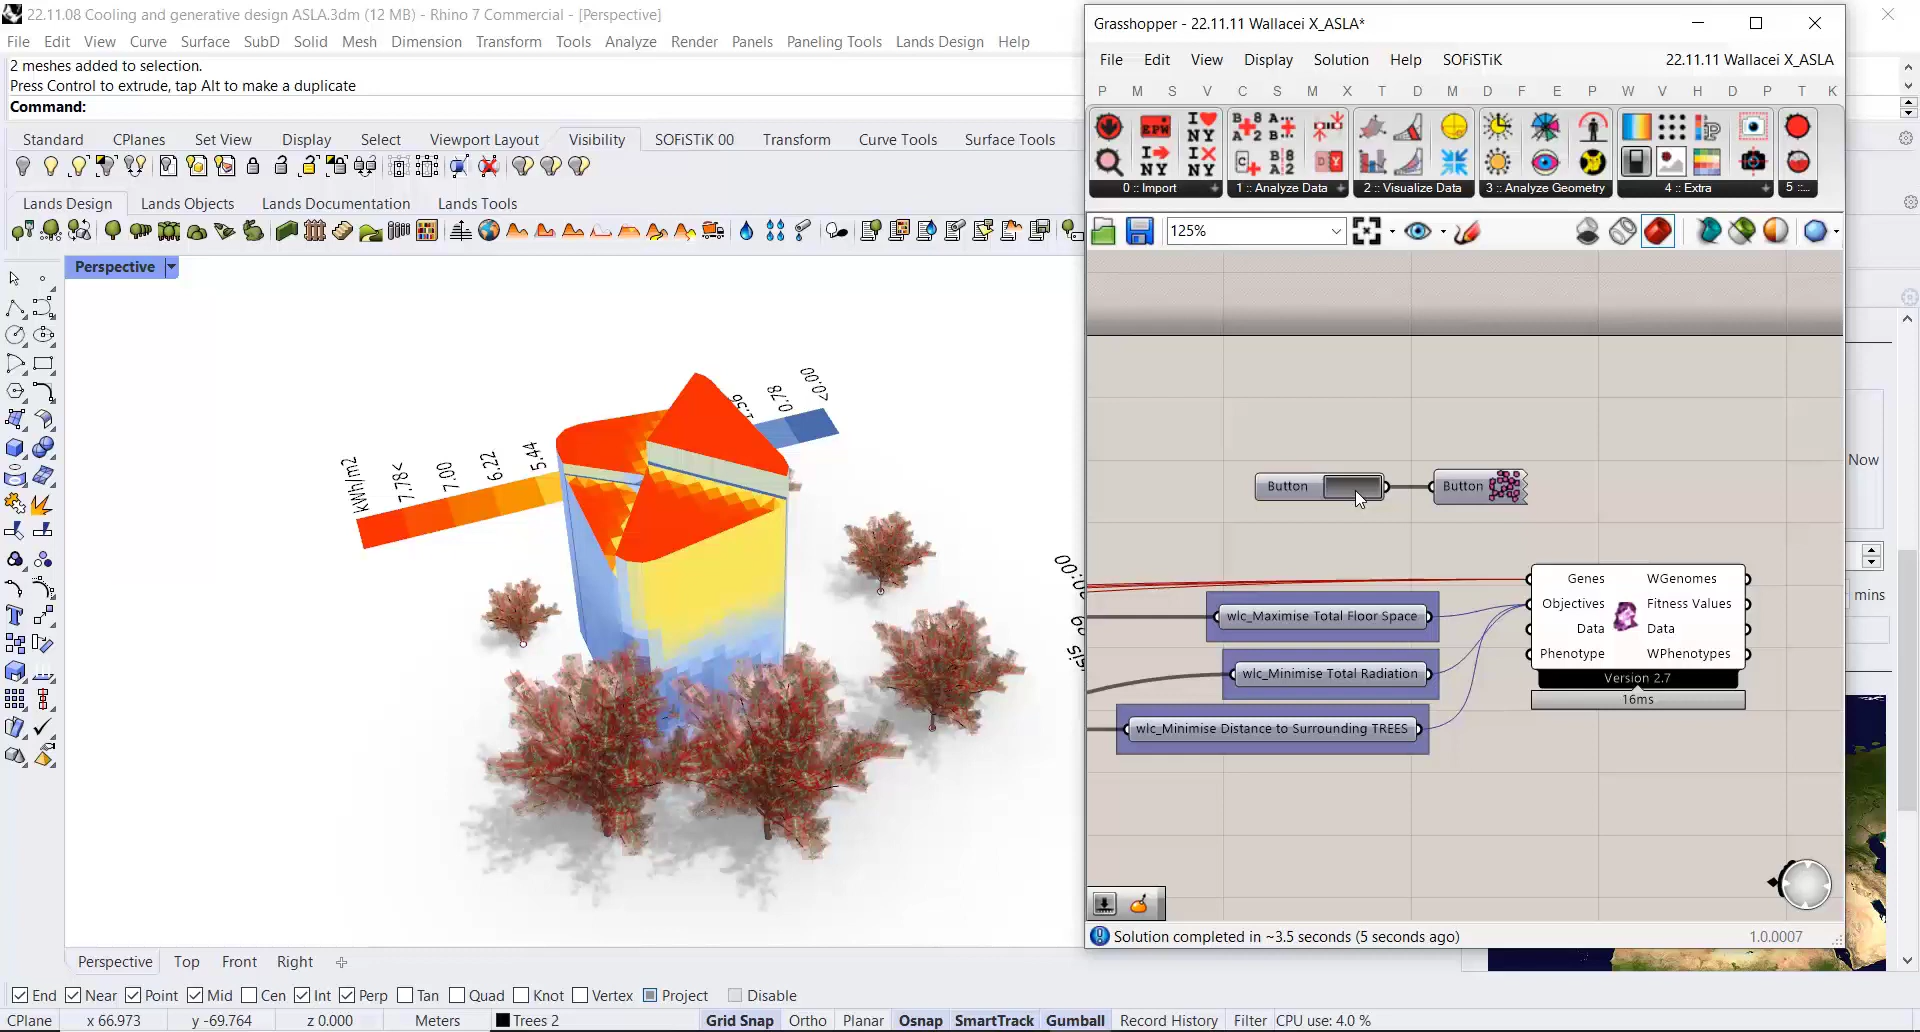 22.11.08 Cooling and generative design ASLA.3dm (12 MB) - Rhino 7 Commercial - [Perspective]
File Edit View Curve Surface SubD Solid Mesh Dimension Transform Tools Analyze Render Panels Paneling Tools Lands Design Help
2 meshes added to selection.
Press Control to extrude, tap Alt to make a duplicate
Command:
Standard CPlanes Set View Display Select Viewport Layout Visibility SOFiSTiK 00 Transform Curve Tools Surface Tools
Lands Design Lands Objects Lands Documentation Lands Tools
Perspective
KWh/m2
7.78>
7.00
6.22
5.44
1.56
0.78
<0.00
Perspective Top Front Right
End Near Point Mid Cen Int Perp Tan Quad Knot Vertex Project Disable
CPlane x 66.973 y -69.764 z 0.000 Meters Trees 2 Grid Snap Ortho Planar Osnap SmartTrack Gumball Record History Filter CPU use: 4.0 %
Grasshopper - 22.11.11 Wallacei X_ASLA*
File Edit View Display Solution Help SOFiSTiK 22.11.11 Wallacei X_ASLA
P M S V C S M X T D M D F E P W V H D P T K
0 :: Import 1 :: Analyze Data 2 :: Visualize Data 3 :: Analyze Geometry 4 :: Extra 5 ::...
125%
Button Button
Genes WGenomes
Objectives Fitness Values
Data Data
Phenotype WPhenotypes
Version 2.7
16ms
wlc_Maximise Total Floor Space
wlc_Minimise Total Radiation
wlc_Minimise Distance to Surrounding TREES
Solution completed in ~3.5 seconds (5 seconds ago) 1.0.0007
Now
mins